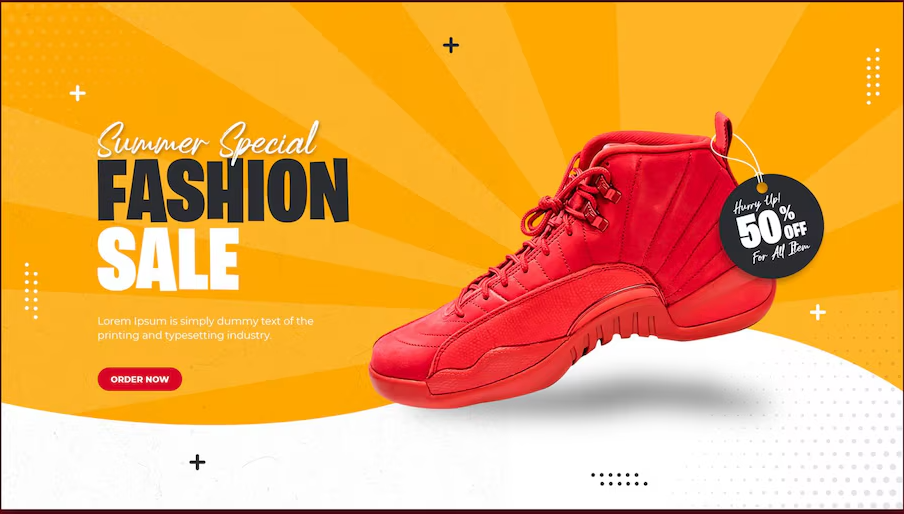 Summer Special
FASHION
SALE
Lorem Ipsum is simply dummy text of the
printing and typesetting industry.
ORDER NOW
Hurry Up!
50% OFF
For All Item